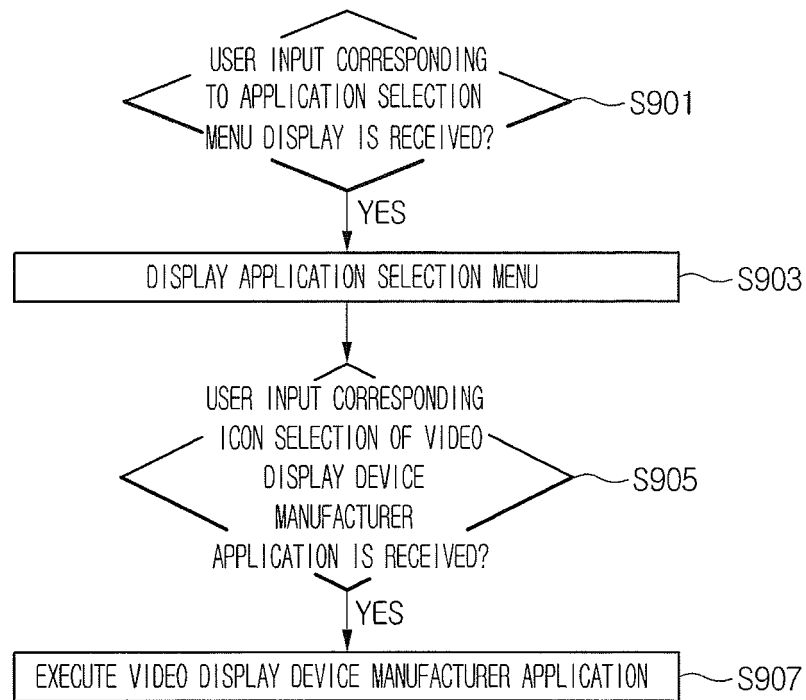 USER INPUT CORRESPONDING
TO APPLICATION SELECTION
MENU DISPLAY IS RECEIVED?
S901
YES
DISPLAY APPLICATION SELECTION MENU
S903
USER INPUT CORRESPONDING
ICON SELECTION OF VIDEO
DISPLAY DEVICE
MANUFACTURER
APPLICATION IS RECEIVED?
S905
YES
EXECUTE VIDEO DISPLAY DEVICE MANUFACTURER APPLICATION
S907